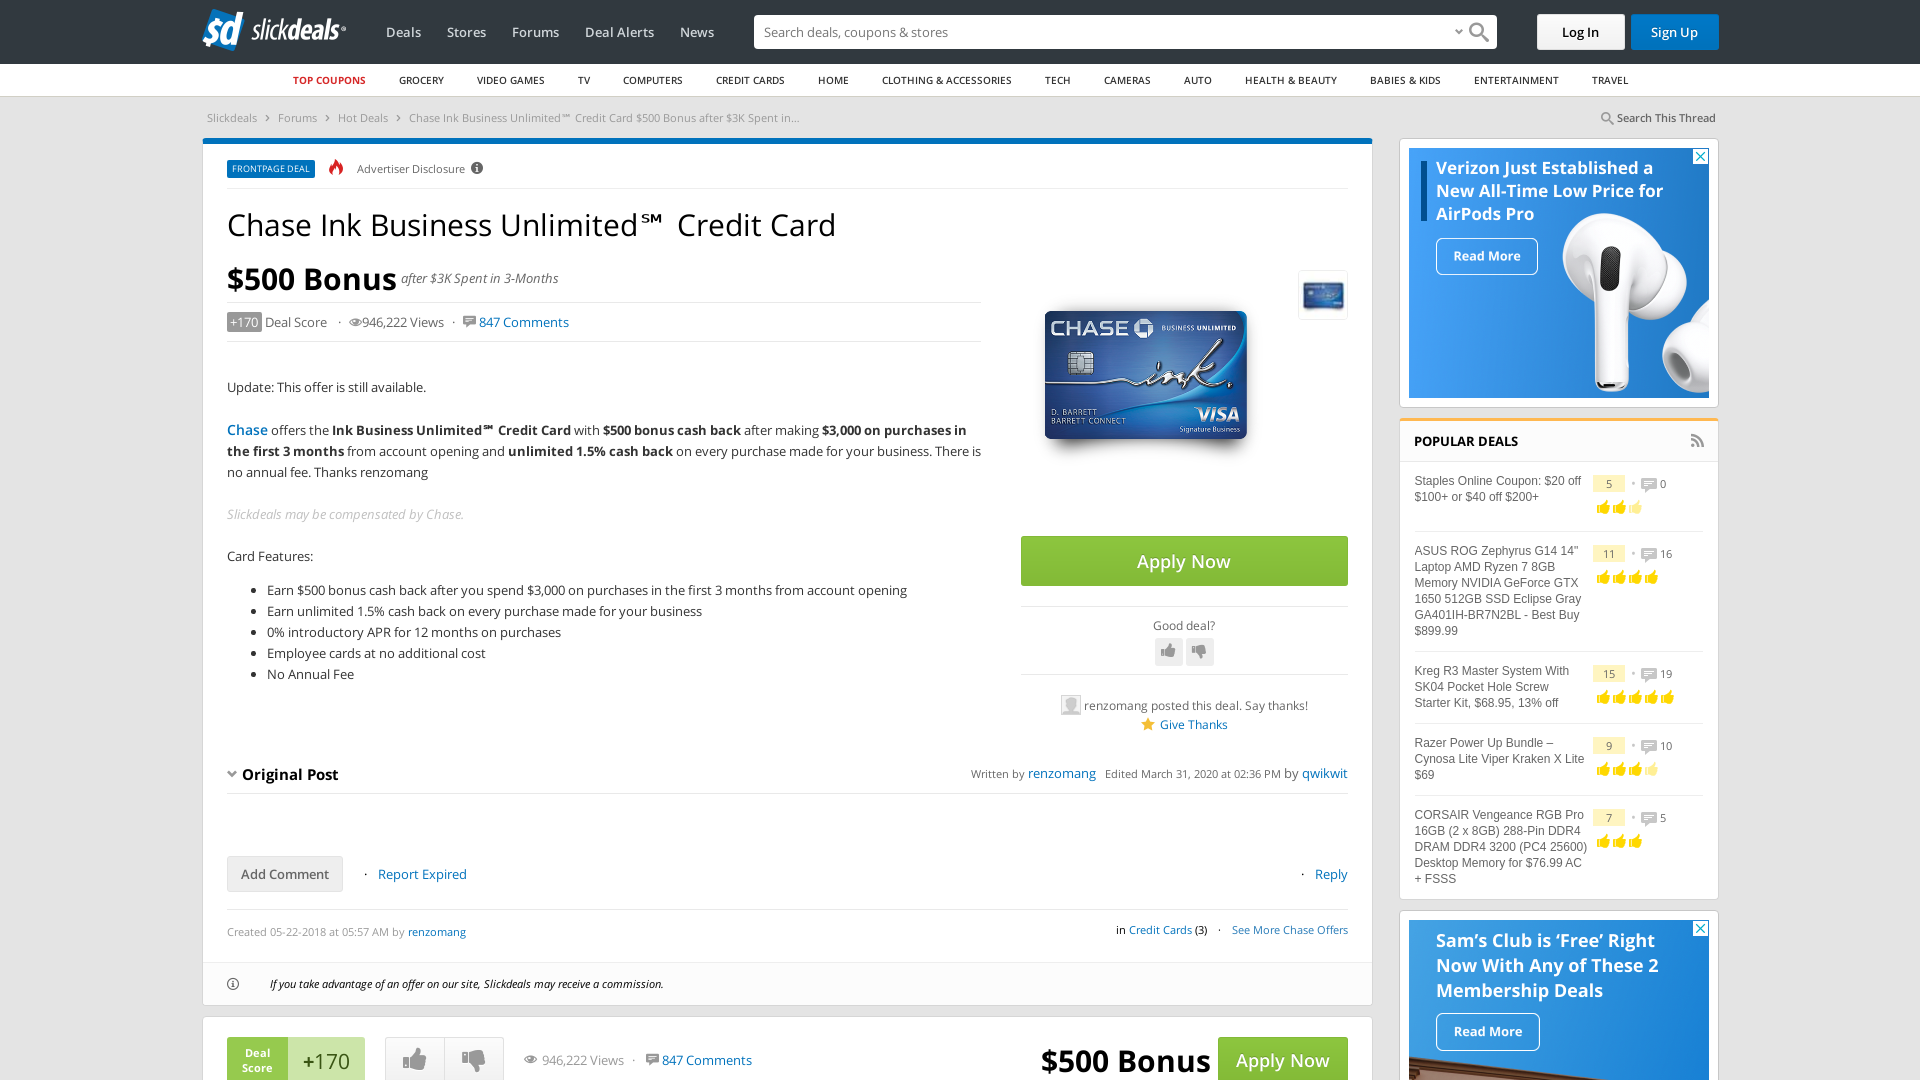 slickdeals
Deals
Stores
Forums
Deal Alerts
News
Search deals, coupons & stores
Log In
Sign Up
TOP COUPONS
GROCERY
VIDEO GAMES
TV
COMPUTERS
CREDIT CARDS
HOME
CLOTHING & ACCESSORIES
TECH
CAMERAS
AUTO
HEALTH & BEAUTY
BABIES & KIDS
ENTERTAINMENT
TRAVEL
Slickdeals › Forums › Hot Deals › Chase Ink Business Unlimited℠ Credit Card $500 Bonus after $3K Spent in...
Search This Thread
FRONTPAGE DEAL
Advertiser Disclosure
Chase Ink Business Unlimited℠ Credit Card
$500 Bonus after $3K Spent in 3-Months
+170 Deal Score · 946,222 Views · 847 Comments
Update: This offer is still available.
Chase offers the Ink Business Unlimited℠ Credit Card with $500 bonus cash back after making $3,000 on purchases in
the first 3 months from account opening and unlimited 1.5% cash back on every purchase made for your business. There is
no annual fee. Thanks renzomang
Slickdeals may be compensated by Chase.
Card Features:
• Earn $500 bonus cash back after you spend $3,000 on purchases in the first 3 months from account opening
• Earn unlimited 1.5% cash back on every purchase made for your business
• 0% introductory APR for 12 months on purchases
• Employee cards at no additional cost
• No Annual Fee
CHASE
BUSINESS UNLIMITED
ink.
D. BARRETT
BARRETT CONNECT
VISA
Signature Business
Apply Now
Good deal?
renzomang posted this deal. Say thanks!
Give Thanks
Original Post
Written by renzomang Edited March 31, 2020 at 02:36 PM by qwikwit
Add Comment
· Report Expired
· Reply
Created 05-22-2018 at 05:57 AM by renzomang
in Credit Cards (3) · See More Chase Offers
If you take advantage of an offer on our site, Slickdeals may receive a commission.
Deal
Score
+170
946,222 Views · 847 Comments
$500 Bonus
Apply Now
Verizon Just Established a
New All-Time Low Price for
AirPods Pro
Read More
POPULAR DEALS
Staples Online Coupon: $20 off
$100+ or $40 off $200+
5 · 0
ASUS ROG Zephyrus G14 14"
Laptop AMD Ryzen 7 8GB
Memory NVIDIA GeForce GTX
1650 512GB SSD Eclipse Gray
GA401IH-BR7N2BL - Best Buy
$899.99
11 · 16
Kreg R3 Master System With
SK04 Pocket Hole Screw
Starter Kit, $68.95, 13% off
15 · 19
Razer Power Up Bundle –
Cynosa Lite Viper Kraken X Lite
$69
9 · 10
CORSAIR Vengeance RGB Pro
16GB (2 x 8GB) 288-Pin DDR4
DRAM DDR4 3200 (PC4 25600)
Desktop Memory for $76.99 AC
+ FSSS
7 · 5
Sam's Club is 'Free' Right
Now With Any of These 2
Membership Deals
Read More